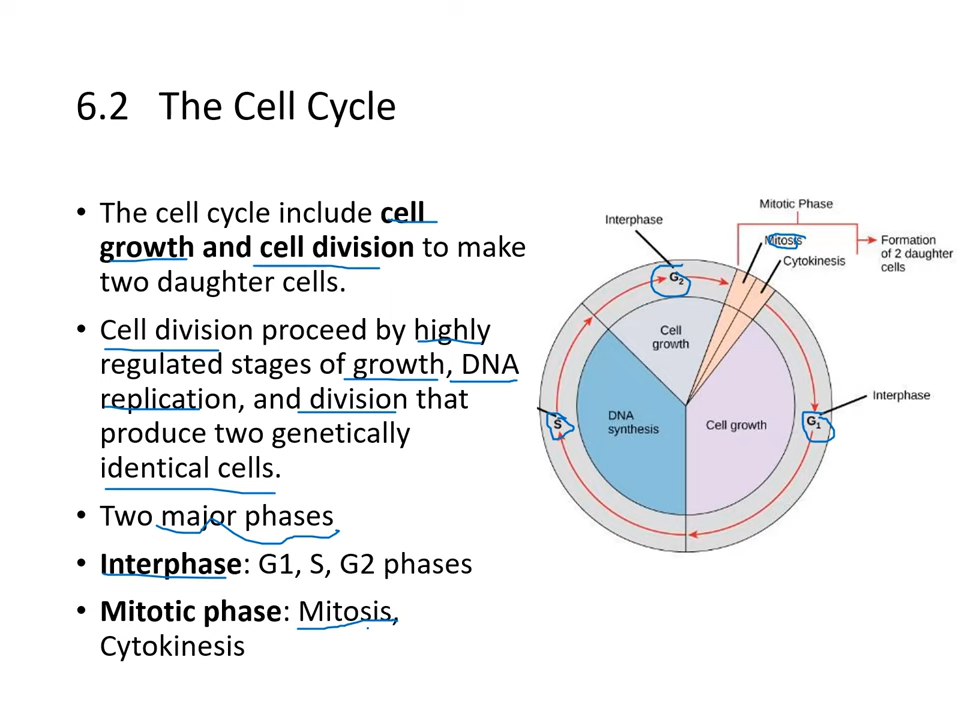 6.2 The Cell Cycle
• The cell cycle include cell
growth and cell division to make
two daughter cells.
• Cell division proceed by highly
regulated stages of growth, DNA
replication, and division that
produce two genetically
identical cells.
• Two major phases
• Interphase: G1, S, G2 phases
• Mitotic phase: Mitosis,
Cytokinesis
Mitotic Phase
Interphase
Mitosis
Cytokinesis
Formation
of 2 daughter
cells
G2
Cell
growth
Interphase
DNA
synthesis
Cell growth
S
G1